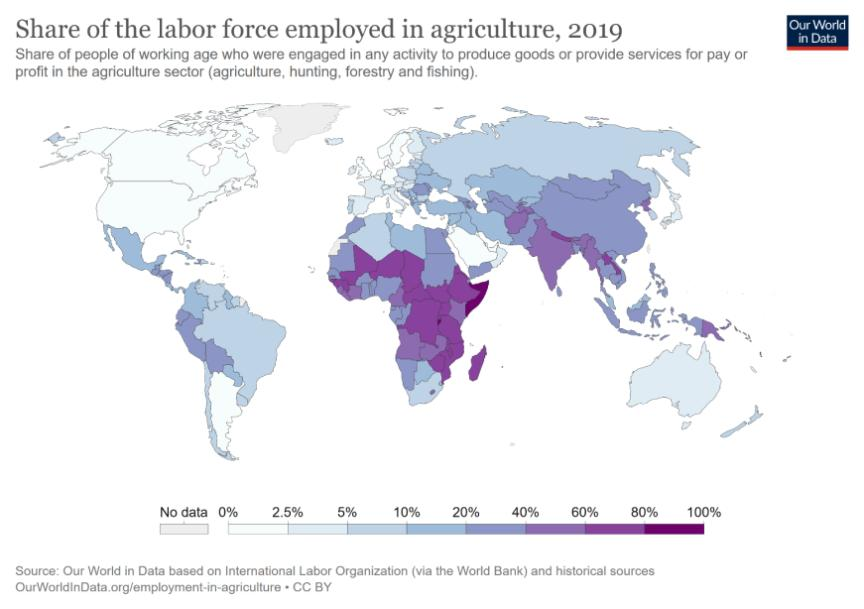 Share of the labor force employed in agriculture, 2019
Our World
in Data
Share of people of working age who were engaged in any activity to produce goods or provide services for pay or
profit in the agriculture sector (agriculture, hunting, forestry and fishing).
No data 0% 2.5% 5% 10% 20% 40% 60% 80% 100%
Source: Our World in Data based on International Labor Organization (via the World Bank) and historical sources
OurWorldInData.org/employment-in-agriculture • CC BY